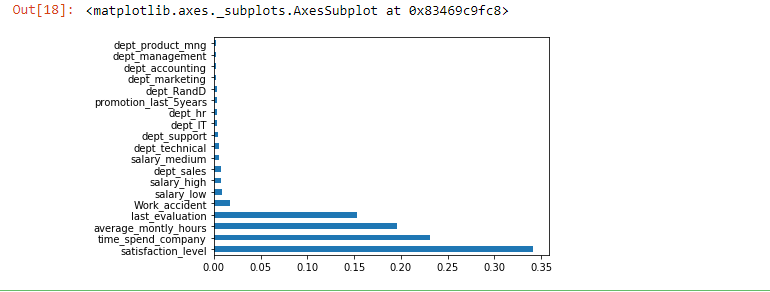 Out[18]: <matplotlib.axes._subplots.AxesSubplot at 0x83469c9fc8>
dept_product_mng
dept_management
dept_accounting
dept_marketing
dept_RandD
promotion_last_5years
dept_hr
dept_IT
dept_support
dept_technical
salary_medium
dept_sales
salary_high
salary_low
Work_accident
last_evaluation
average_montly_hours
time_spend_company
satisfaction_level
0.00 0.05 0.10 0.15 0.20 0.25 0.30 0.35